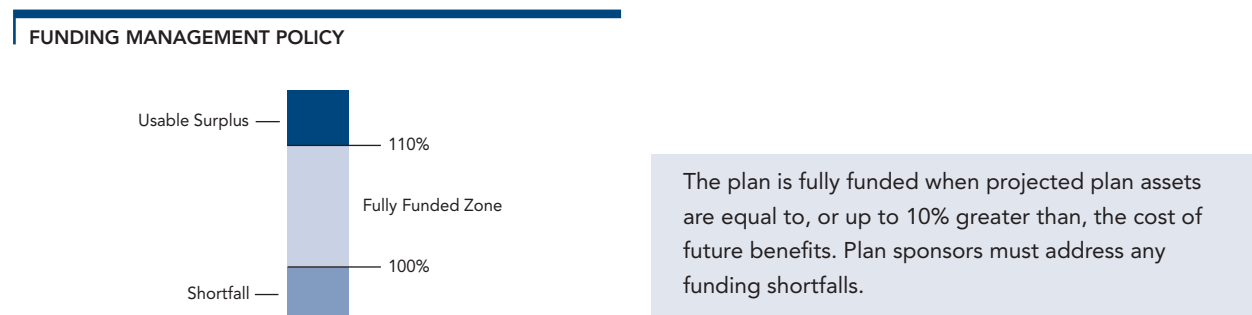 FUNDING MANAGEMENT POLICY
Usable Surplus
110%
Fully Funded Zone
100%
Shortfall
The plan is fully funded when projected plan assets
are equal to, or up to 10% greater than, the cost of
future benefits. Plan sponsors must address any
funding shortfalls.